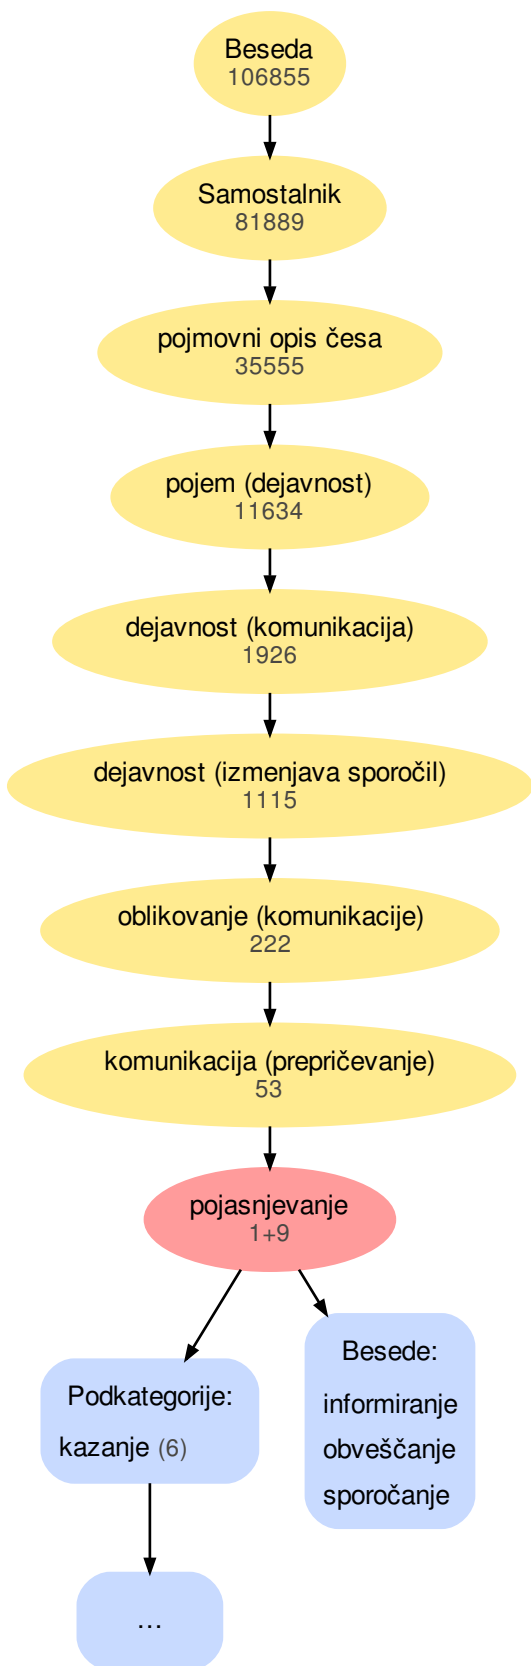 Beseda
106855
Samostalnik
81889
pojmovni opis česa
35555
pojem (dejavnost)
11634
dejavnost (komunikacija)
1926
dejavnost (izmenjava sporočil)
1115
oblikovanje (komunikacije)
222
komunikacija (prepričevanje)
53
pojasnjevanje
1+9
Podkategorije:
kazanje (6)
...
Besede:
informiranje
obveščanje
sporočanje